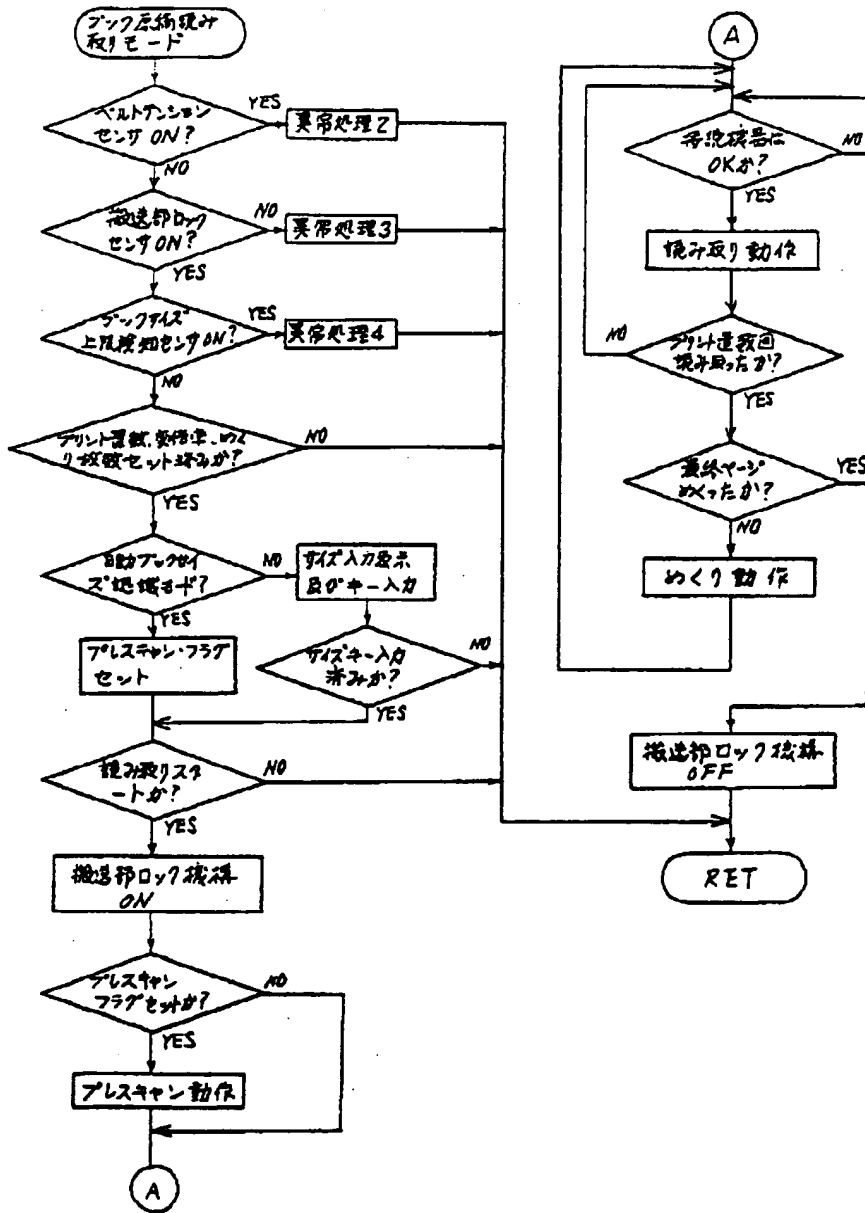 ブック原稿読み
取りモード
ベルトテンション
センサON?
YES
異常処理2
NO
搬送部ロック
センサON?
NO
異常処理3
YES
ブックサイズ
上限検知センサON?
YES
異常処理4
NO
プリント置数、変倍率、めく
り枚数セット済みか?
NO
YES
自動ブックサイ
ズ認識モード?
NO
サイズ入力表示
及びキー入力
YES
プレスキャン・フラグ
セット
サイズキー入力
済みか?
NO
YES
読み取りスタ
ートか?
NO
YES
搬送部ロック機構
ON
プレスキャン
フラグセットか?
NO
YES
プレスキャン動作
A
A
OKか?
NO
YES
読み取り動作
プリント置数回
読み取ったか?
NO
YES
最終ページ
めくったか?
YES
NO
めくり動作
搬送部ロック機構
OFF
RET